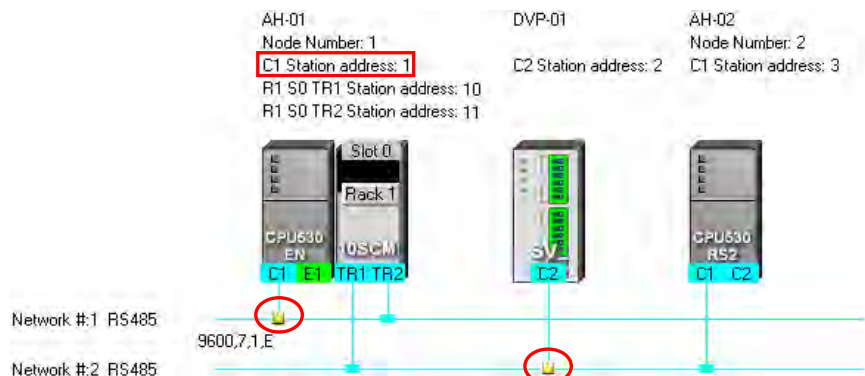 AH-01
Node Number: 1
C1 Station address: 1
R1 S0 TR1 Station address: 10
R1 S0 TR2 Station address: 11
DVP-01
C2 Station address: 2
AH-02
Node Number: 2
C1 Station address: 3
Slot 0
Rack 1
CPU530
EN
10SCM
C1 E1 TR1 TR2
SV_
C2
CPU530
RS2
C1 C2
Network #:1 RS485
9600,7,1,E
Network #:2 RS485